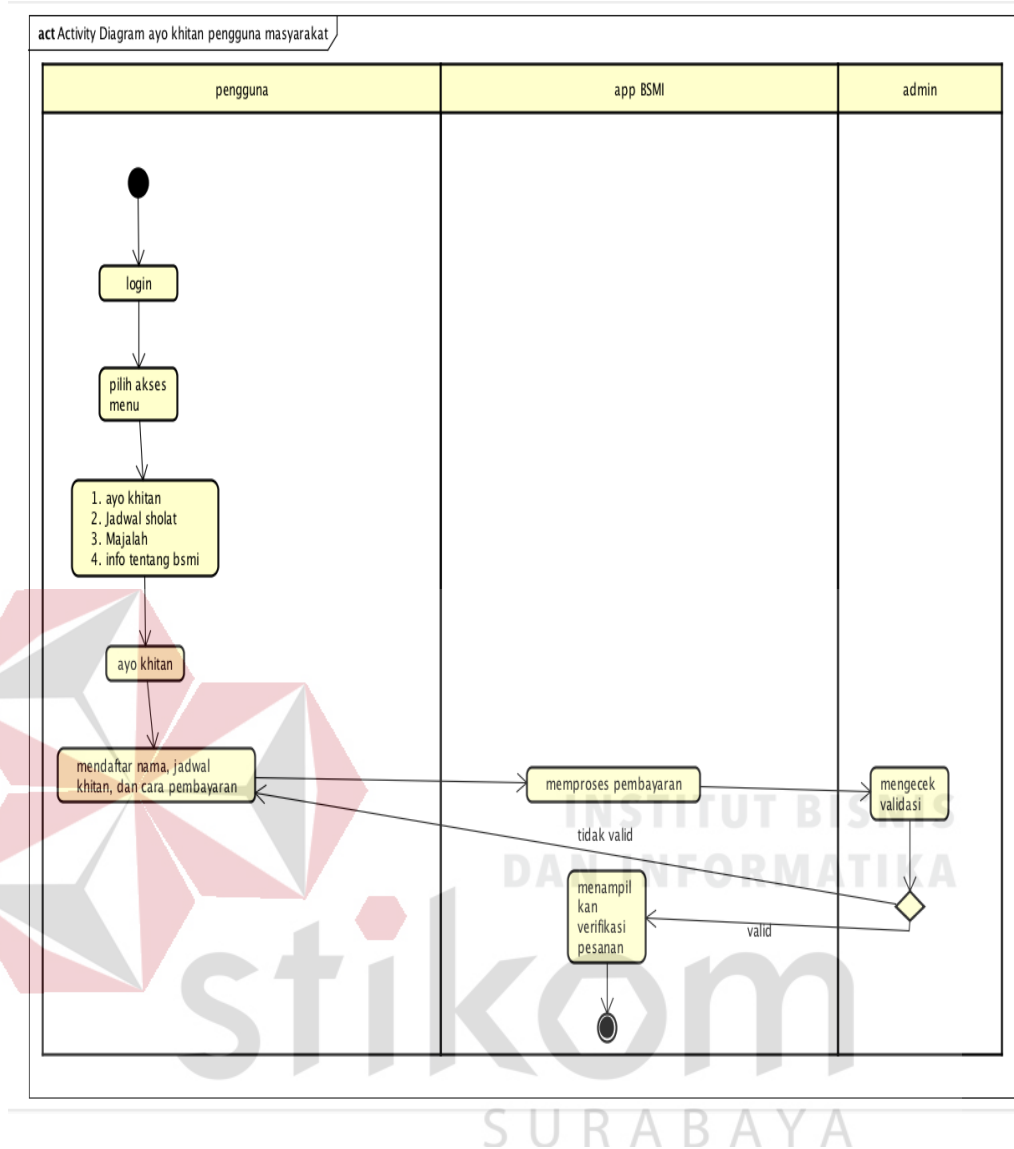 act Activity Diagram ayo khitan pengguna masyarakat
pengguna
app BSMI
admin
login
pilih akses
menu
1. ayo khitan
2. Jadwal sholat
3. Majalah
4. info tentang bsmi
ayo khitan
mendaftar nama, jadwal
khitan, dan cara pembayaran
memproses pembayaran
mengecek
validasi
tidak valid
menampil
kan
verifikasi
pesanan
valid
INSTITUT BISNIS
DAN INFORMATIKA
stikom
SURABAYA